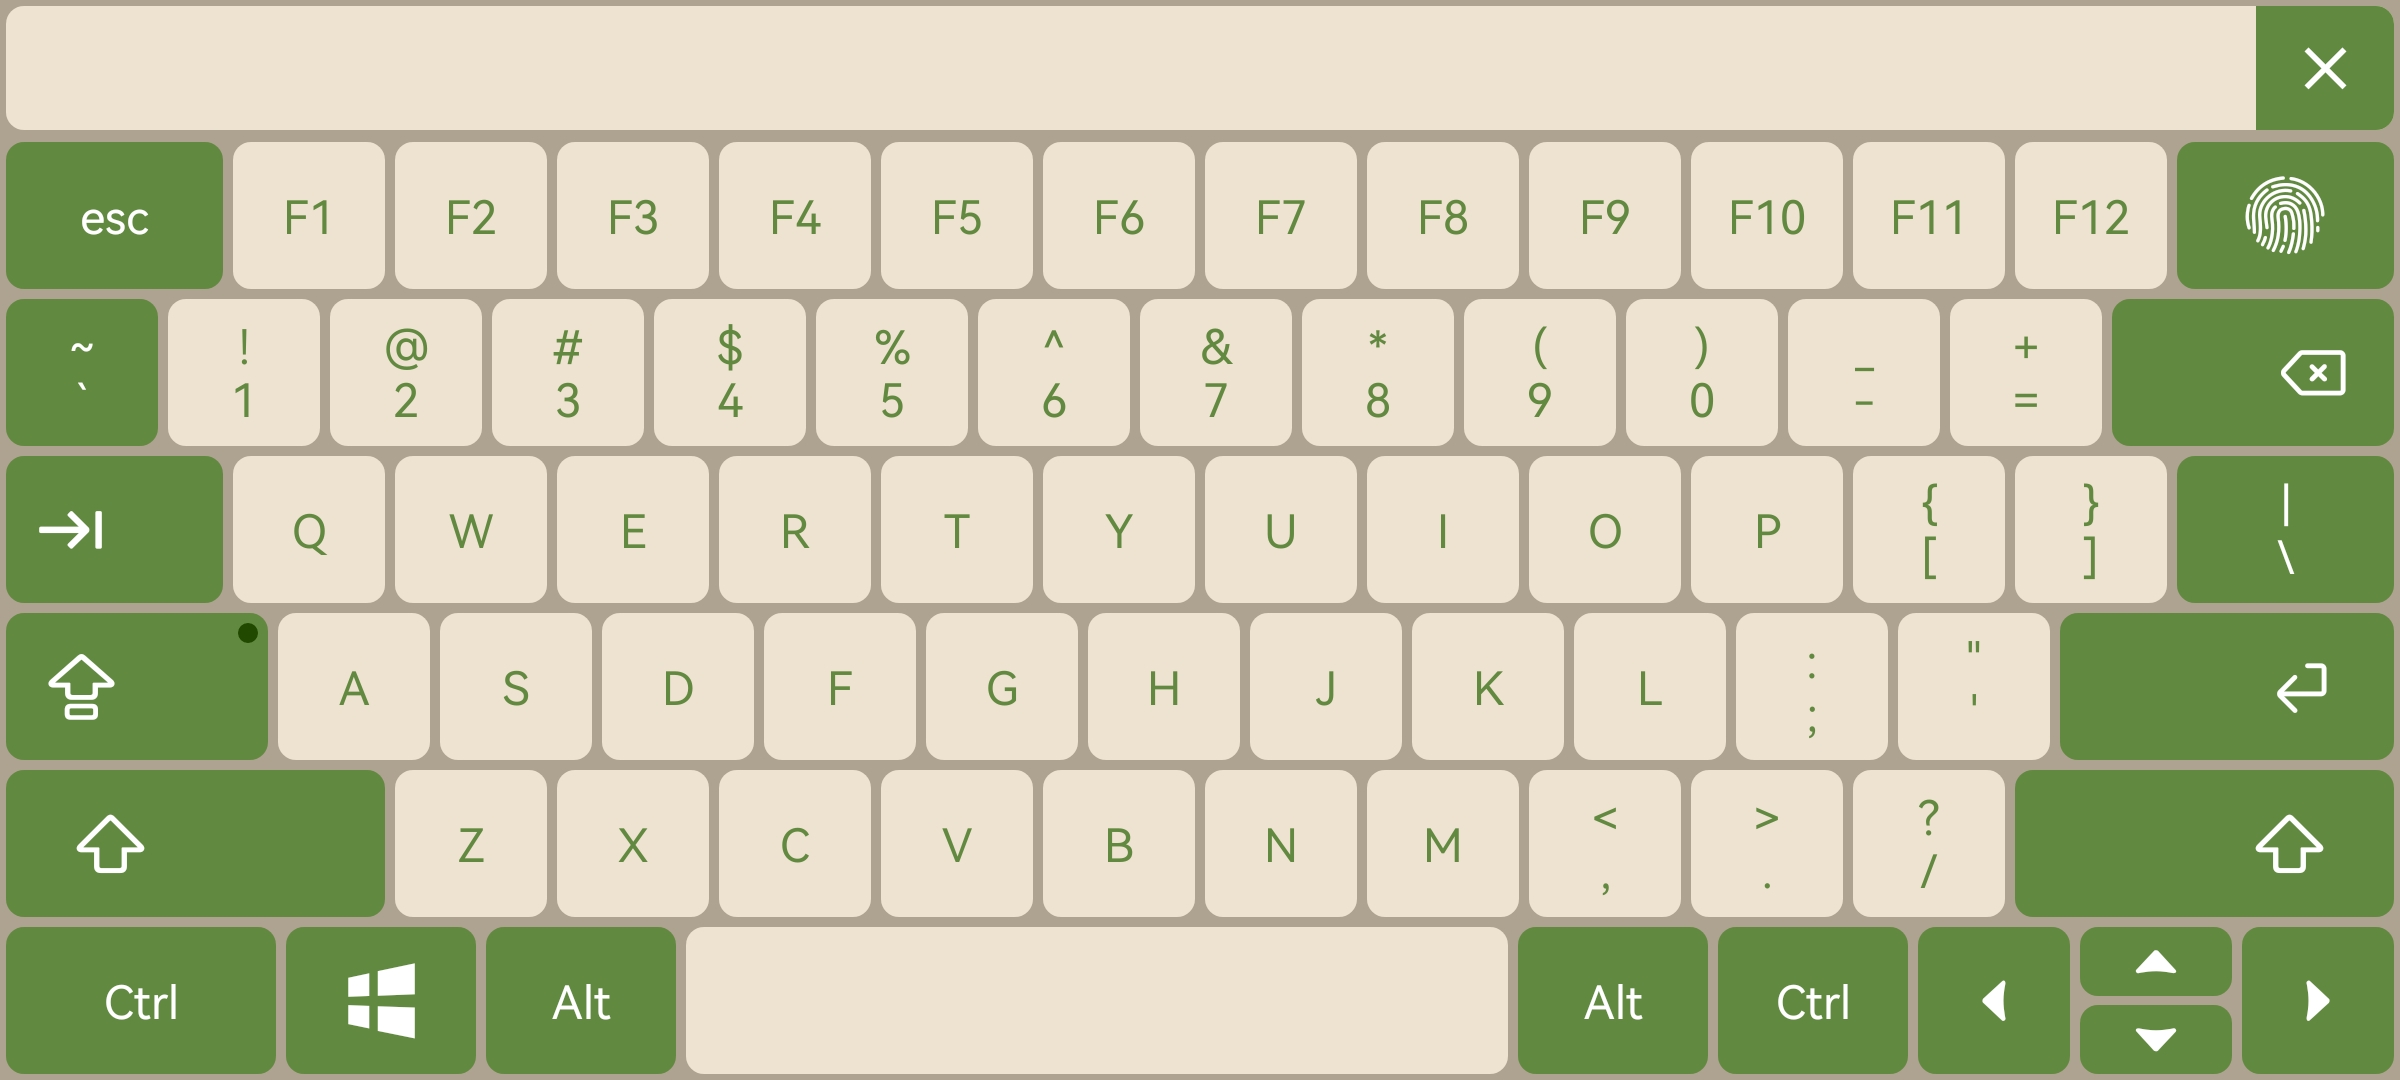 esc F1 F2 F3 F4 F5 F6 F7 F8 F9 F10 F11 F12
~ ! @ # $ % ^ & * ( ) _ +
` 1 2 3 4 5 6 7 8 9 0 - =
Q W E R T Y U I O P { } |
[ ] \
A S D F G H J K L : "
; '
Z X C V B N M < > ?
, . /
Ctrl Alt Alt Ctrl